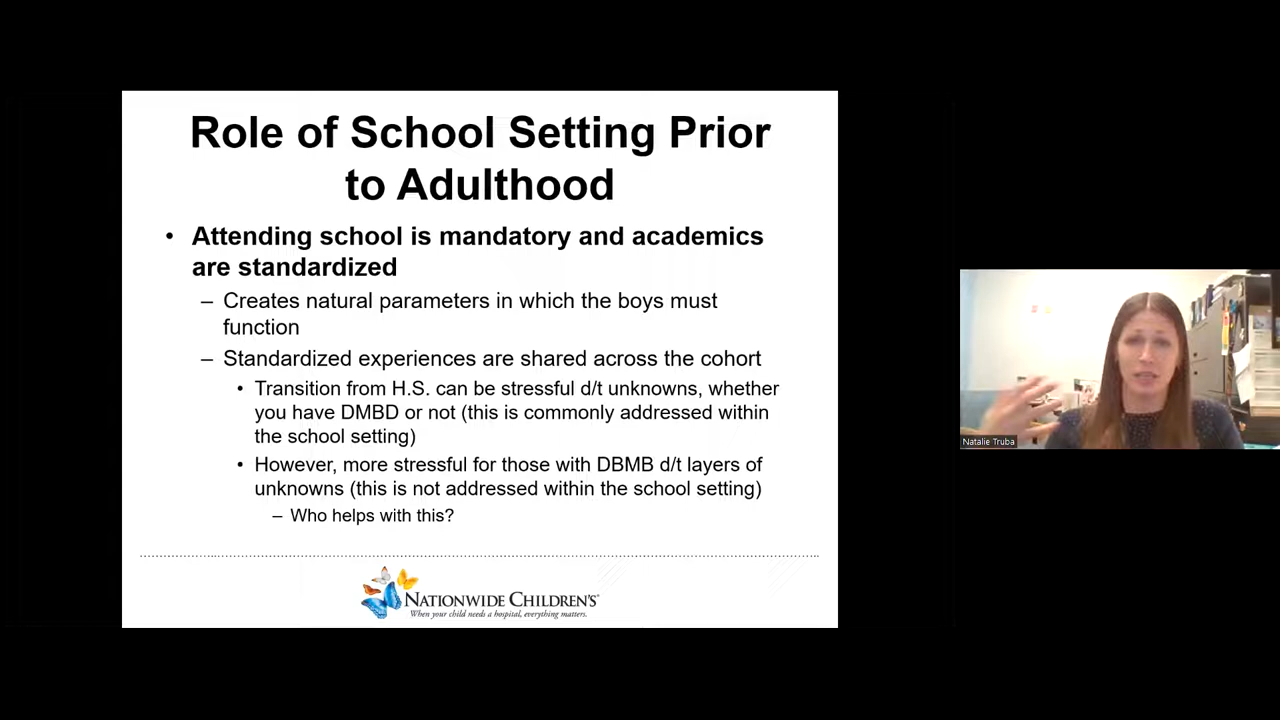 Role of School Setting Prior
to Adulthood
• Attending school is mandatory and academics
are standardized
– Creates natural parameters in which the boys must
function
– Standardized experiences are shared across the cohort
• Transition from H.S. can be stressful d/t unknowns, whether
you have DMBD or not (this is commonly addressed within
the school setting)
• However, more stressful for those with DBMB d/t layers of
unknowns (this is not addressed within the school setting)
– Who helps with this?
NATIONWIDE CHILDREN'S®
When your child needs a hospital, everything matters.
Natalie Truba